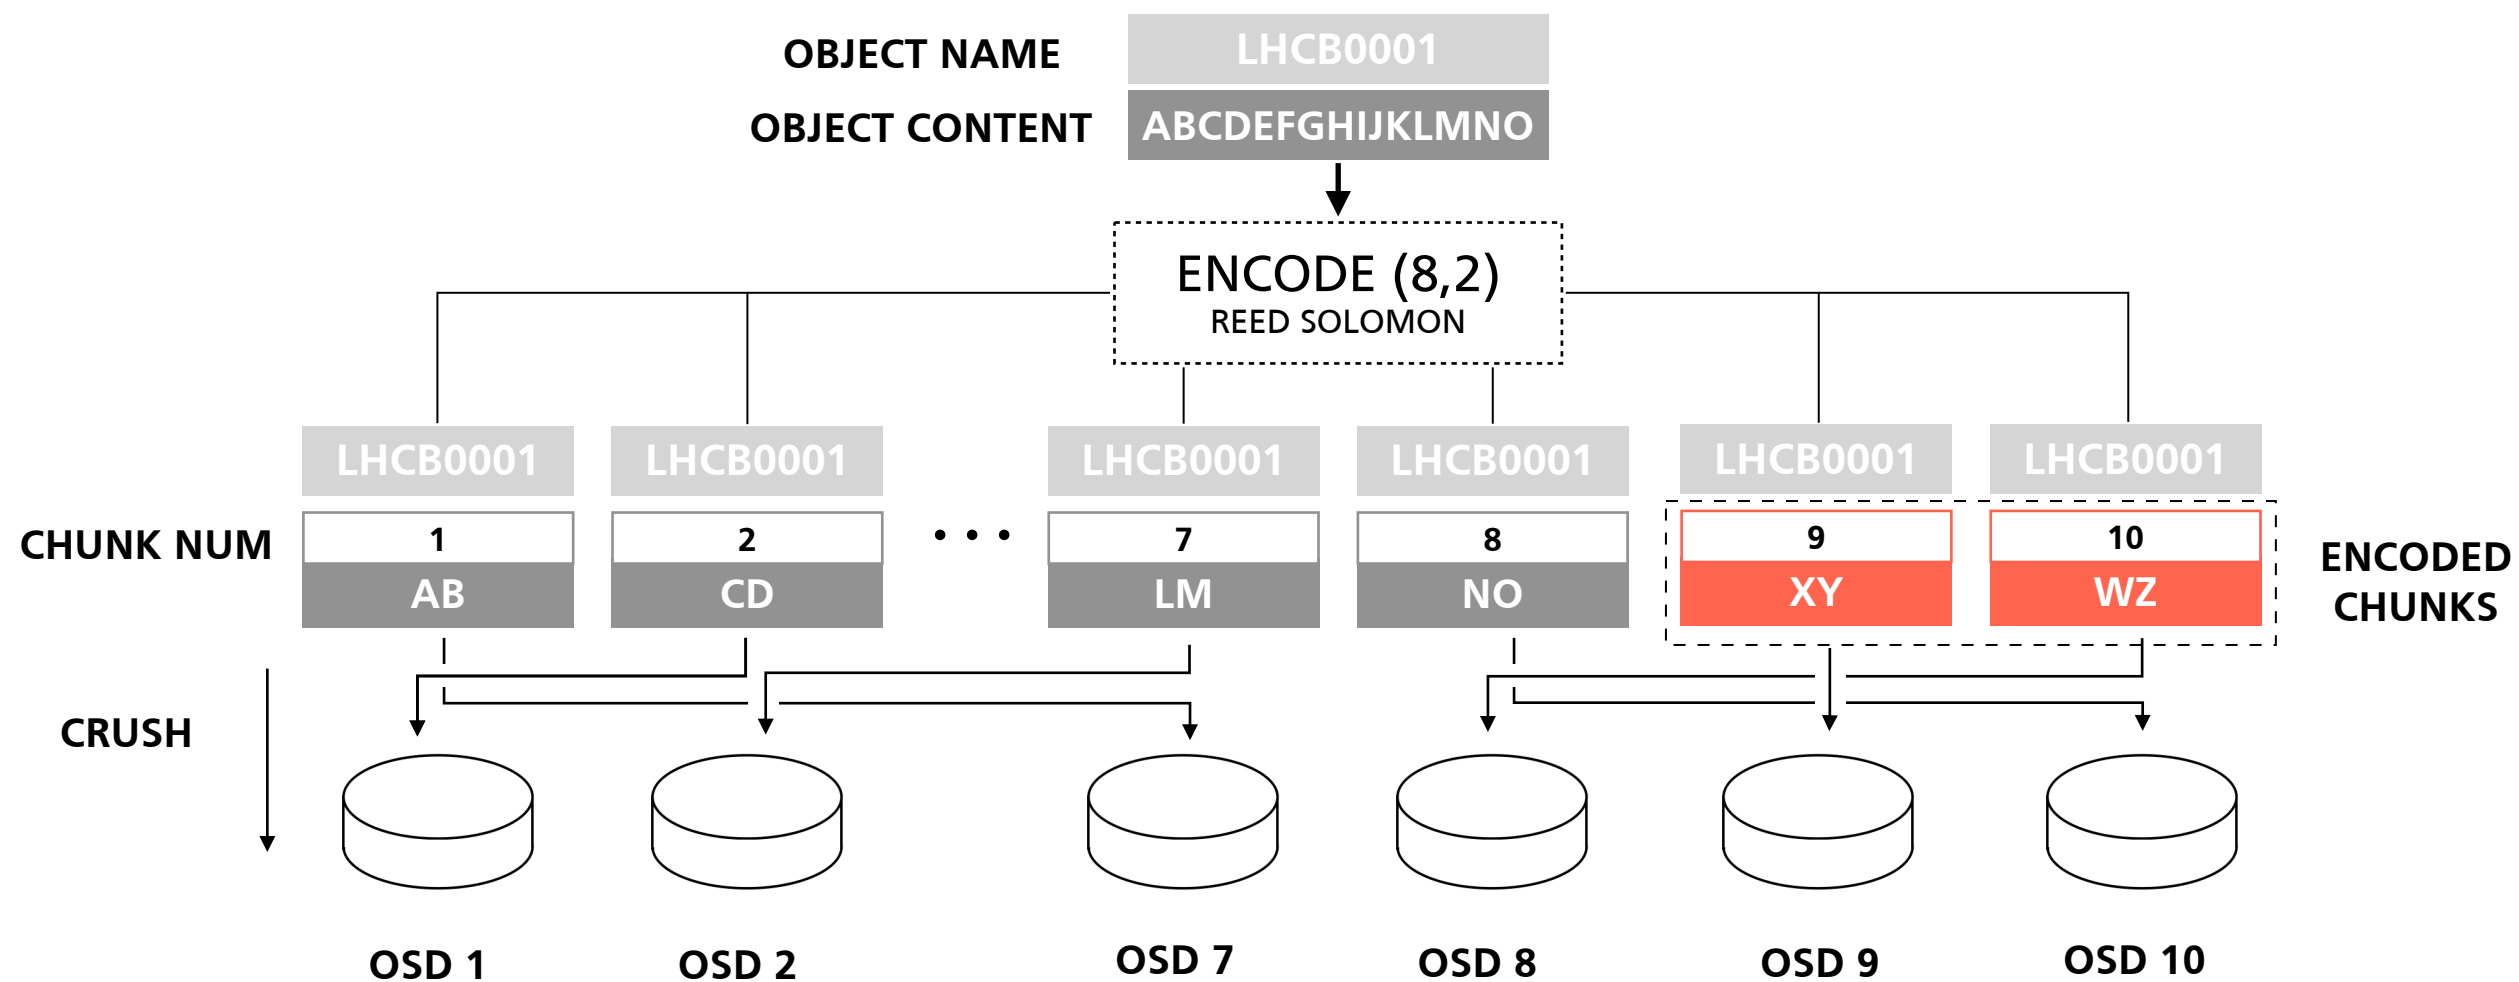 OBJECT NAME
LHCB0001
OBJECT CONTENT
ABCDEFGHIJKLMNO
ENCODE (8,2)
REED SOLOMON
LHCB0001
LHCB0001
LHCB0001
LHCB0001
LHCB0001
LHCB0001
CHUNK NUM
1
2
7
8
9
10
AB
CD
• • •
LM
NO
XY
WZ
ENCODED
CHUNKS
CRUSH
OSD 1
OSD 2
OSD 7
OSD 8
OSD 9
OSD 10